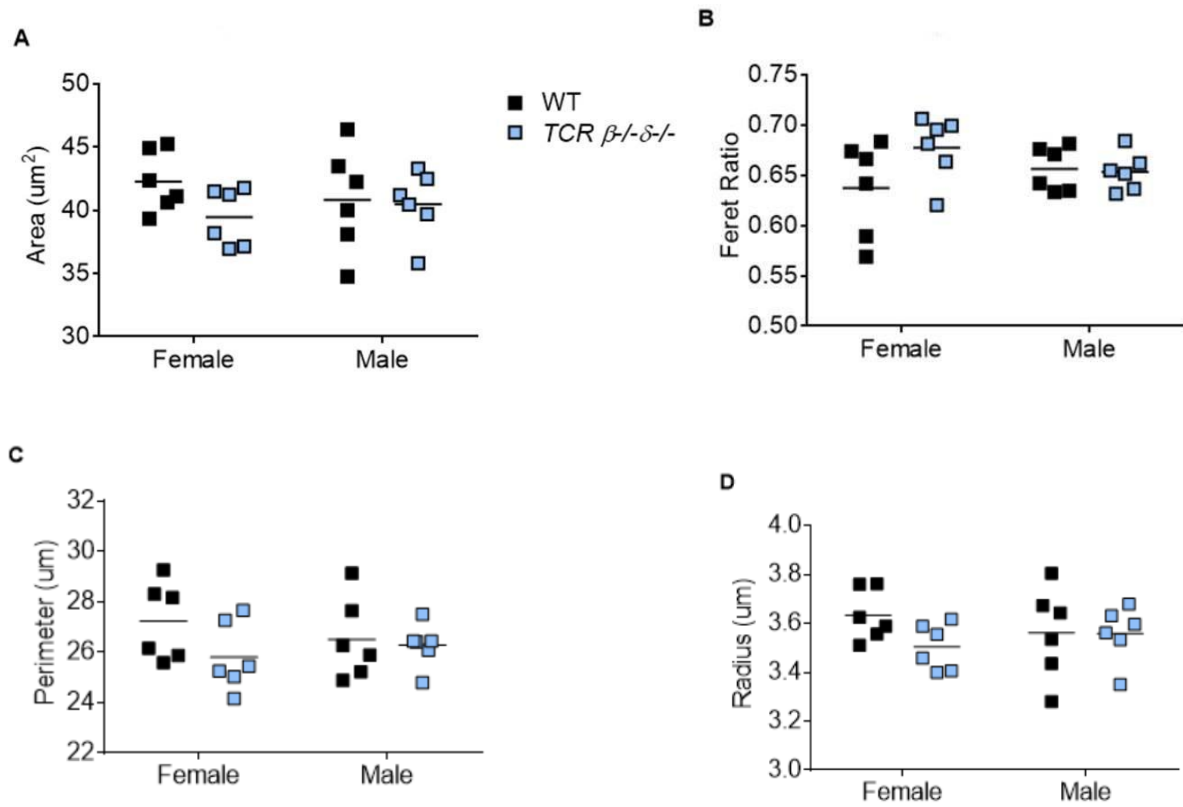 A
50
45
40
35
30
Area (um²)
Female
Male
WT
TCR β-/-δ-/-
B
0.75
0.70
0.65
0.60
0.55
0.50
Feret Ratio
Female
Male
C
32
30
28
26
24
22
Perimeter (um)
Female
Male
D
4.0
3.8
3.6
3.4
3.2
3.0
Radius (um)
Female
Male